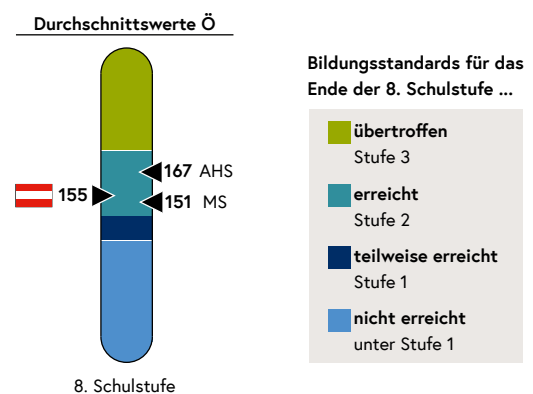 Durchschnittswerte Ö
167 AHS
155
151 MS
8. Schulstufe
Bildungsstandards für das
Ende der 8. Schulstufe ...
übertroffen
Stufe 3
erreicht
Stufe 2
teilweise erreicht
Stufe 1
nicht erreicht
unter Stufe 1